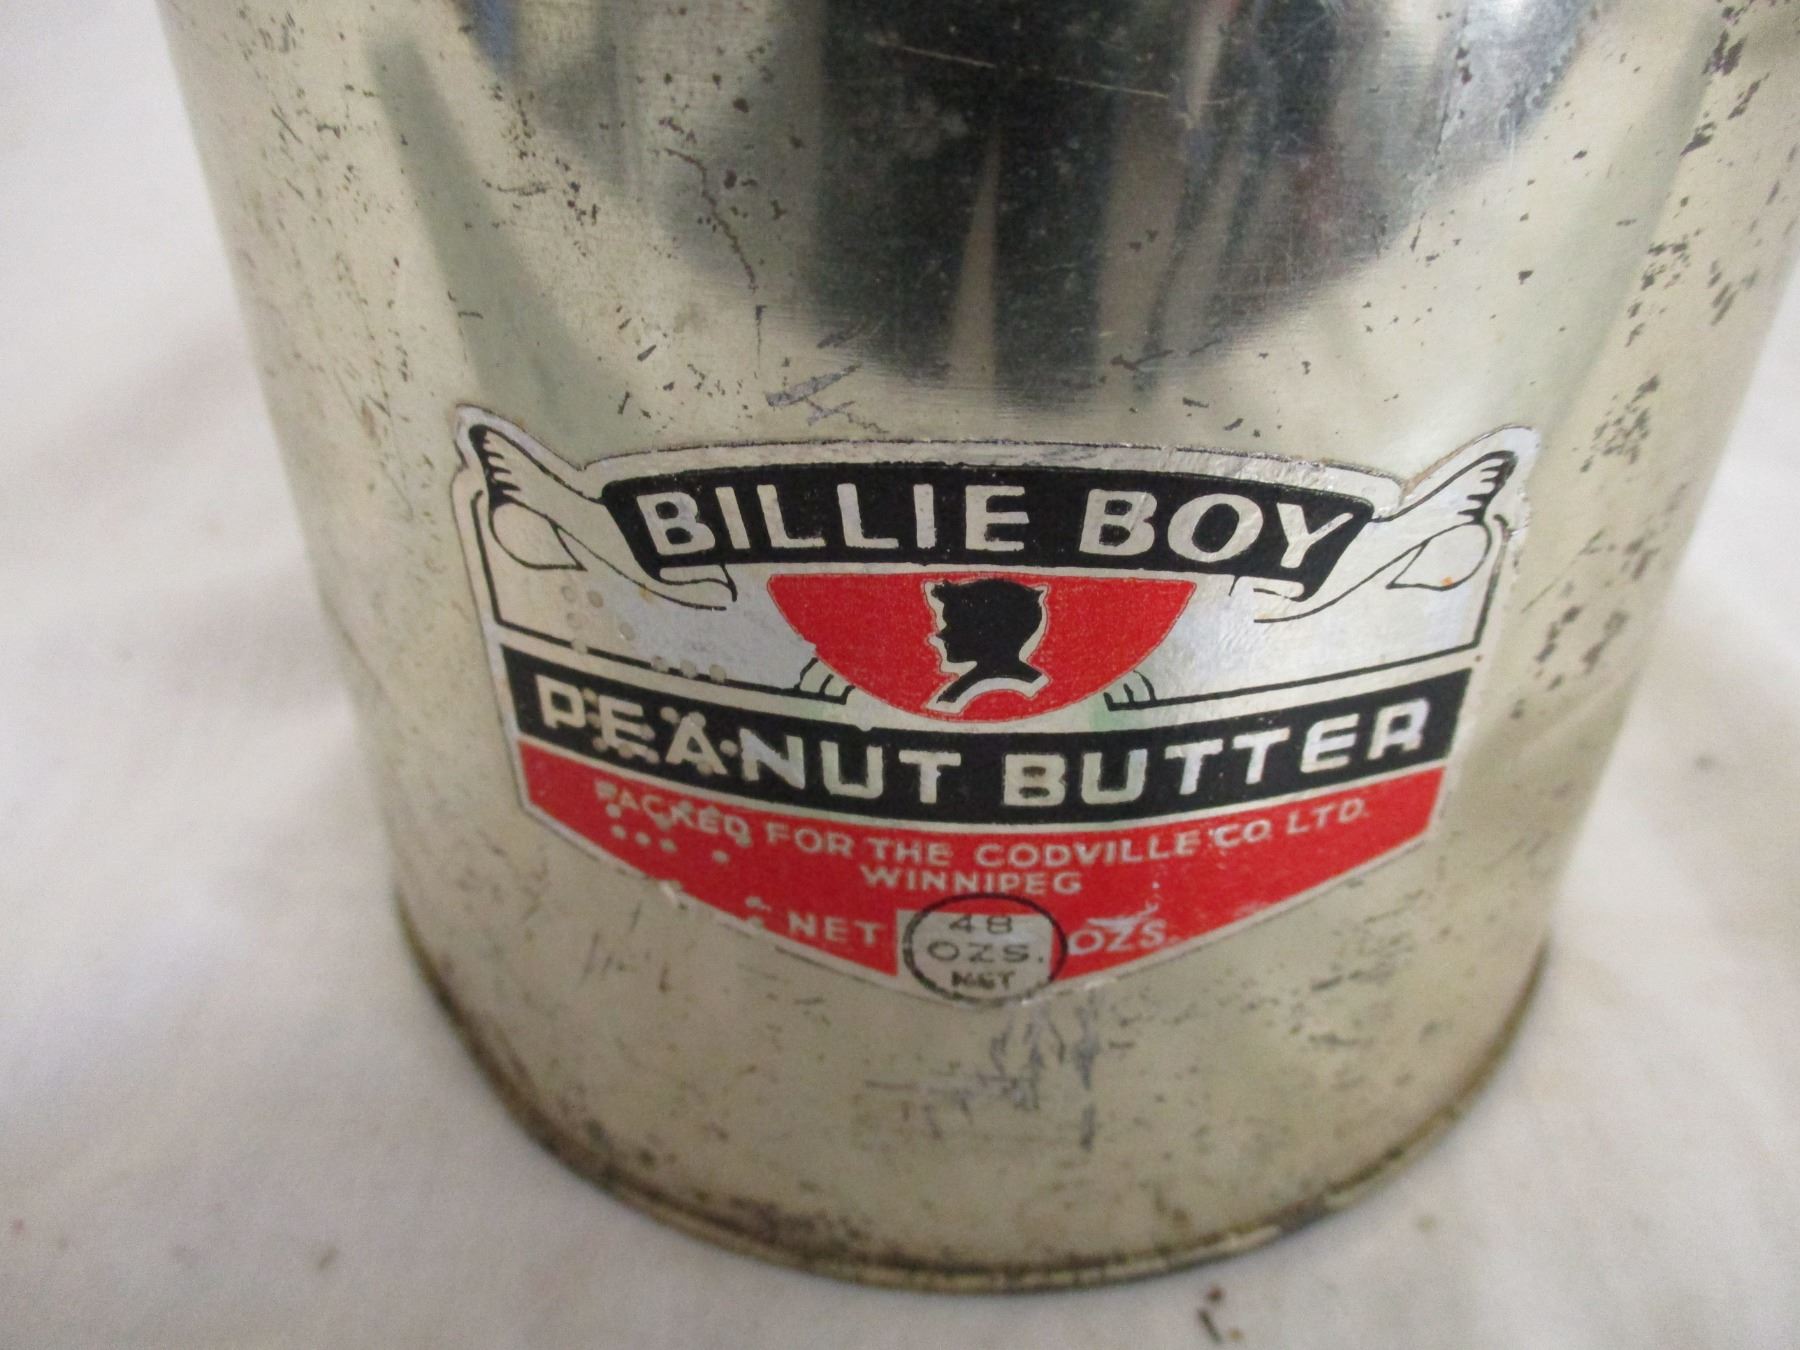 BILLIE BOY
PEANUT BUTTER
PACKED FOR THE CODVILLE CO. LTD.
WINNIPEG
NET 48 OZS. NET OZS.